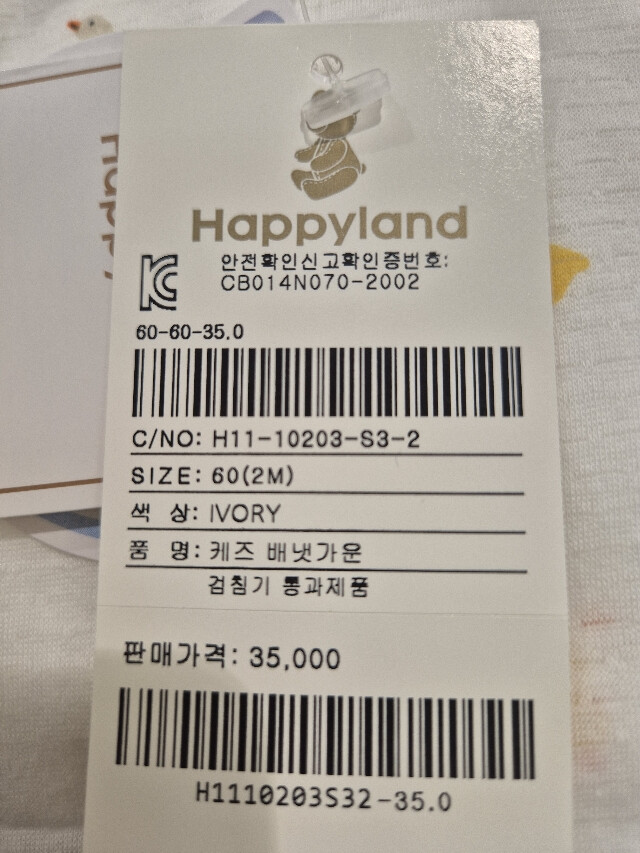 Happy
Happyland
안전확인신고확인증번호:
CB014N070-2002
60-60-35.0
C/NO: H11-10203-S3-2
SIZE: 60(2M)
색 상: IVORY
품 명: 케즈 배냇가운
검침기 통과제품
판매가격: 35,000
H1110203S32-35.0